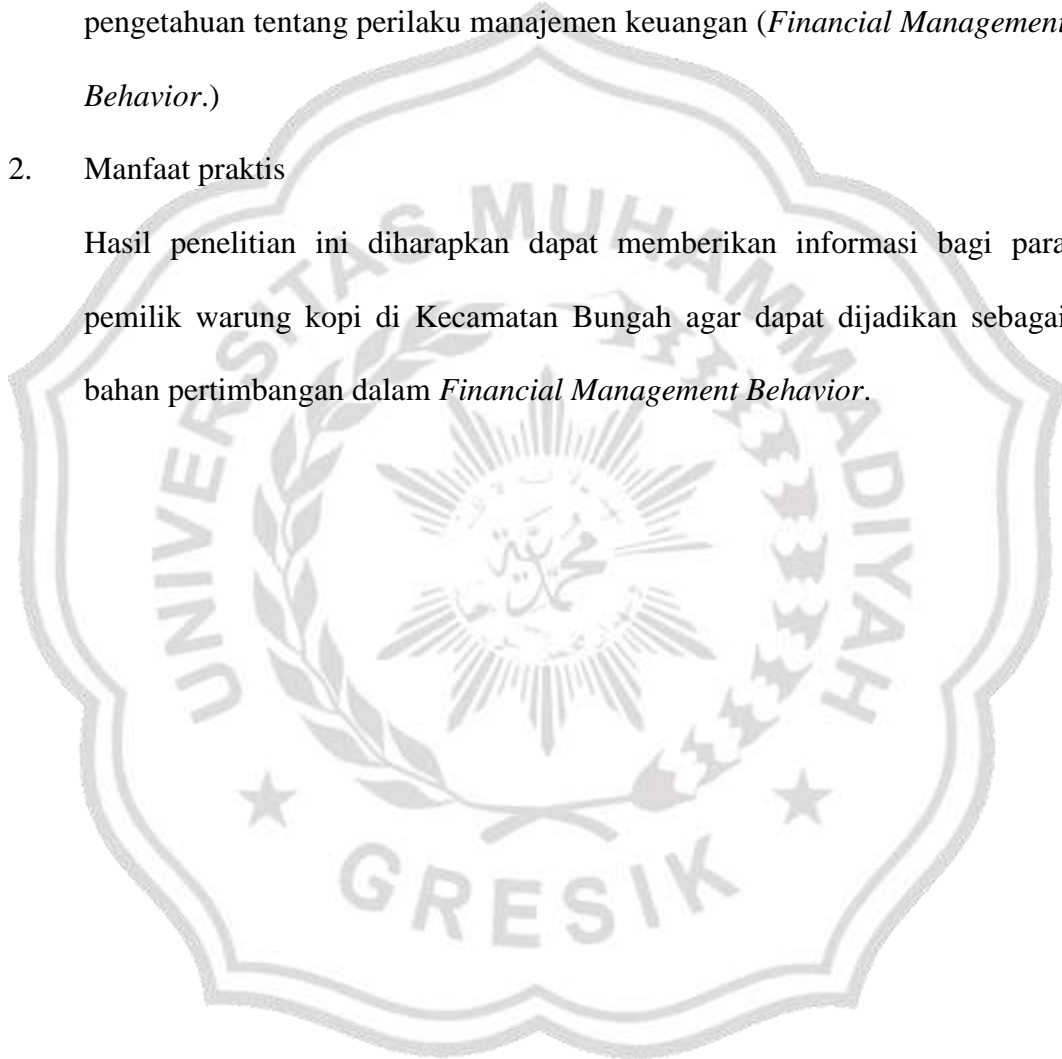 pengetahuan tentang perilaku manajemen keuangan (Financial Management
Behavior.)
2. Manfaat praktis
Hasil penelitian ini diharapkan dapat memberikan informasi bagi para
pemilik warung kopi di Kecamatan Bungah agar dapat dijadikan sebagai
bahan pertimbangan dalam Financial Management Behavior.
UNIVERSITAS MUHAMMADIYAH
GRESIK